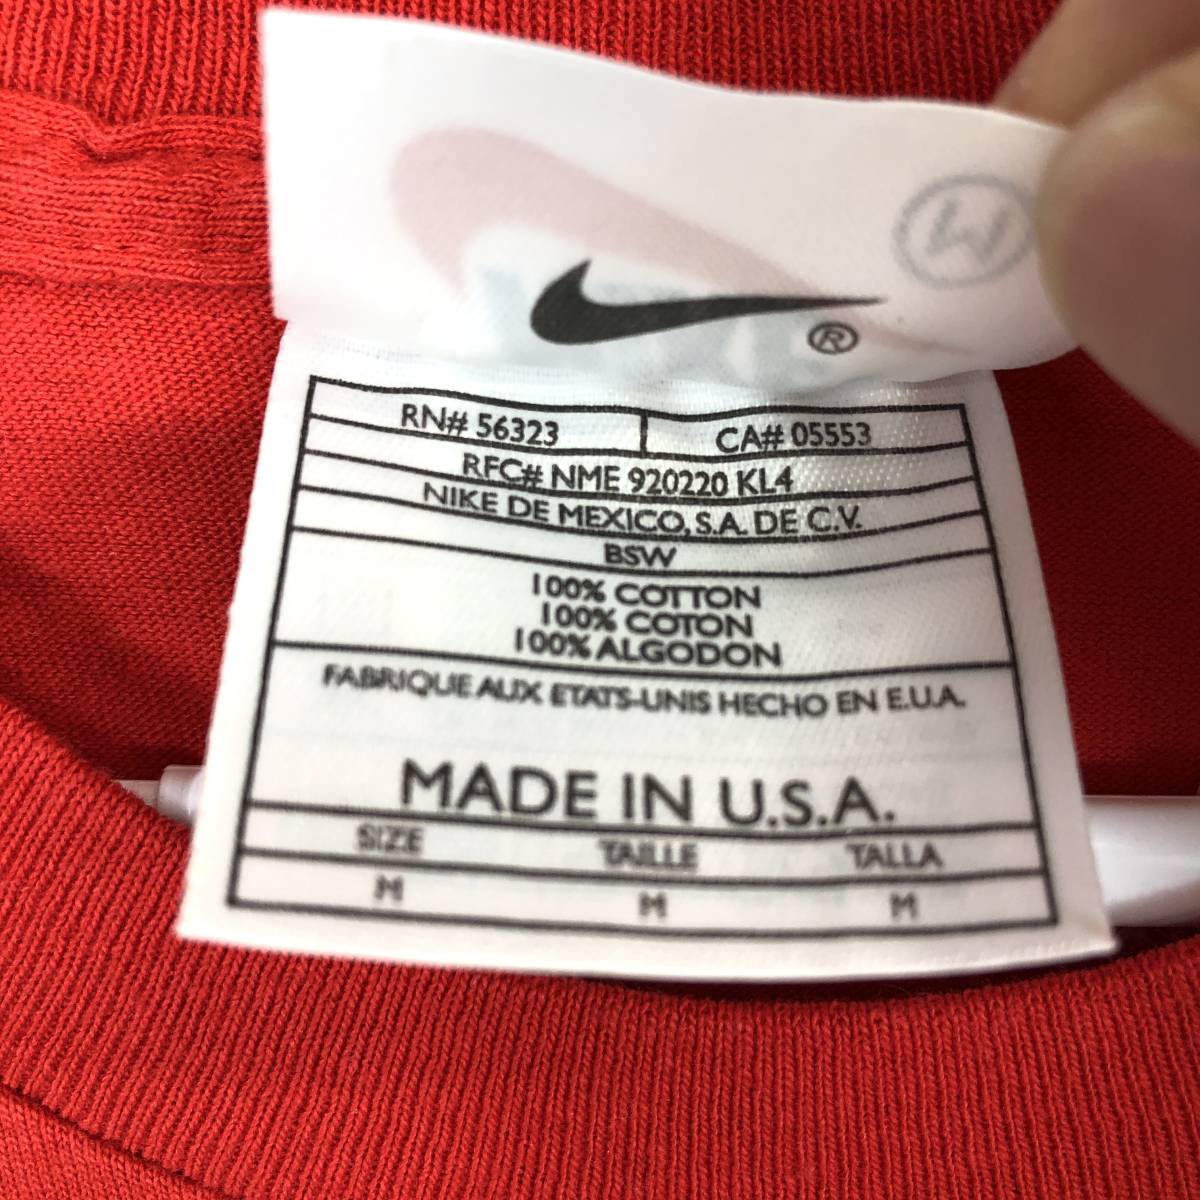 M
®
RN# 56323 CA# 05553
RFC# NME 920220 KL4
NIKE DE MEXICO, S.A. DE C.V.
BSW
100% COTTON
100% COTON
100% ALGODON
FABRIQUE AUX ETATS-UNIS HECHO EN E.U.A.
MADE IN U.S.A.
SIZE TAILLE TALLA
M M M